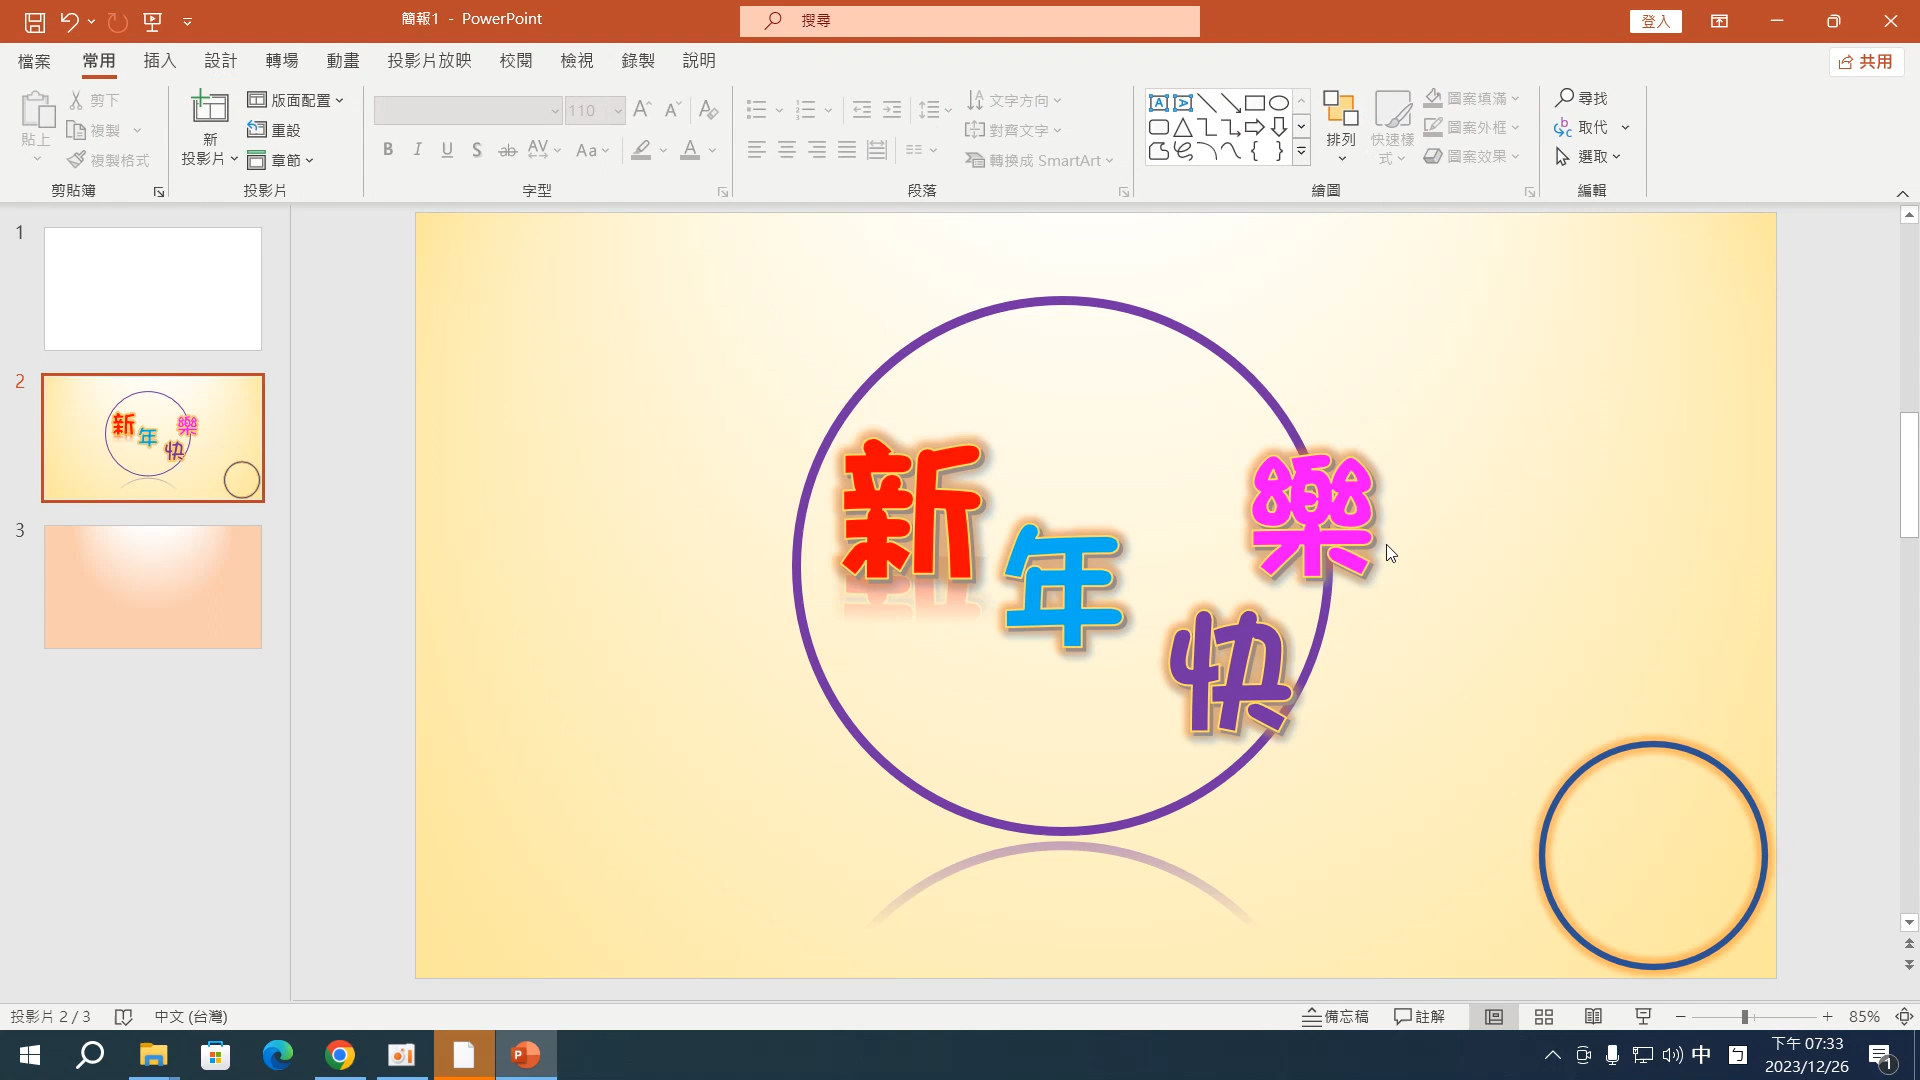 簡報1 - PowerPoint
搜尋
登入
檔案 常用 插入 設計 轉場 動畫 投影片放映 校閱 檢視 錄製 說明
共用
貼上
剪下
複製
複製格式
剪貼簿
新
投影片
版面配置
重設
章節
投影片
110
B I U S ab AV Aa A
字型
文字方向
對齊文字
轉換成 SmartArt
段落
排列
快速樣
式
圖案填滿
圖案外框
圖案效果
繪圖
尋找
取代
選取
編輯
1
2
新年快樂
3
新
年
快
樂
投影片 2 / 3
中文 (台灣)
備忘稿
註解
85%
中
下午 07:33
2023/12/26
1